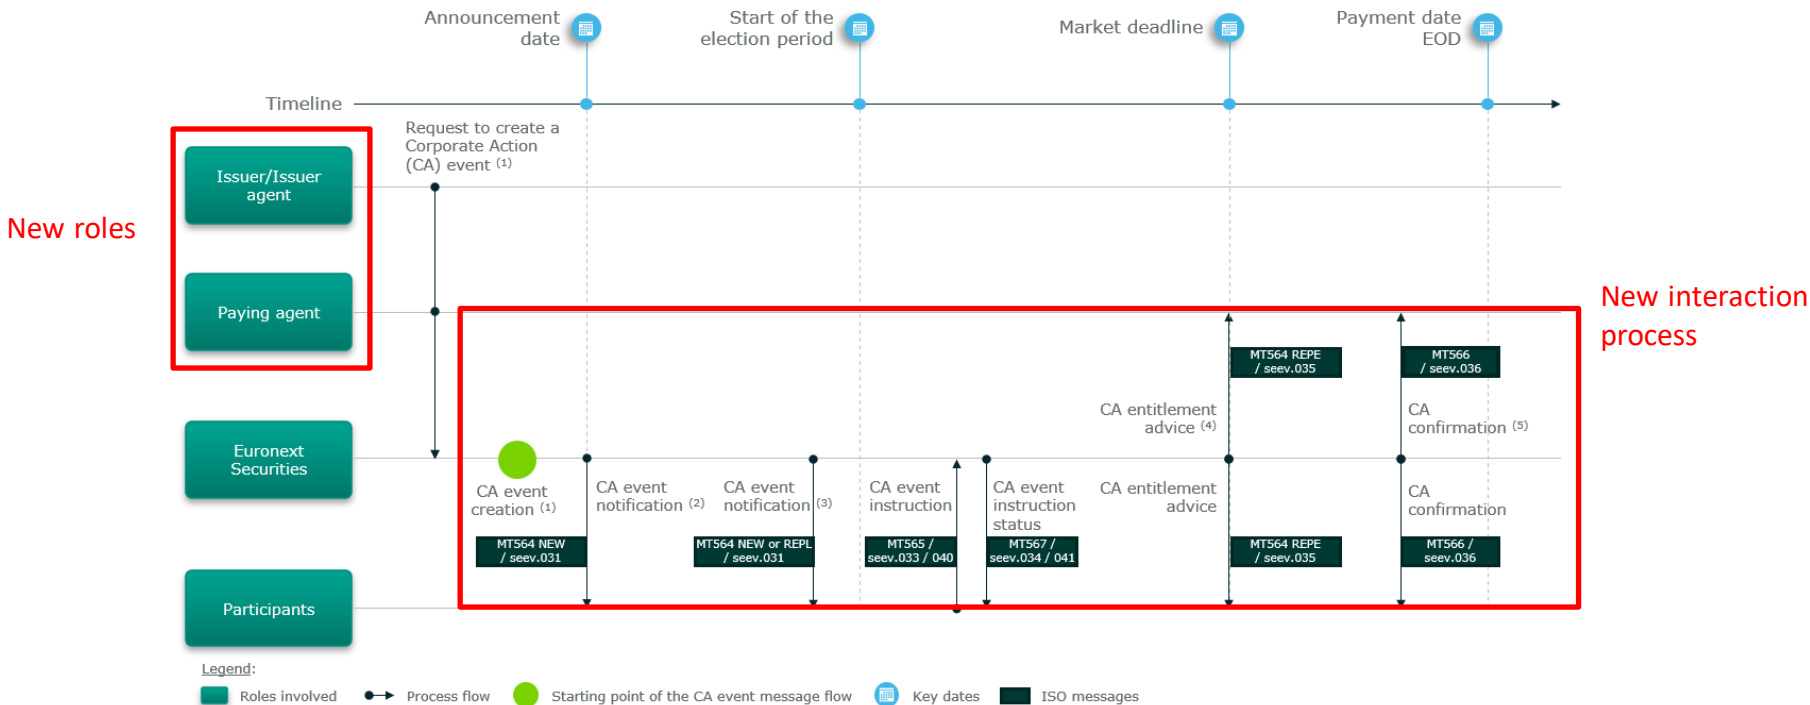 Announcement
date
Start of the
election period
Market deadline
Payment date
EOD
Timeline
Request to create a
Corporate Action
(CA) event (1)
Issuer/Issuer
agent
New roles
Paying agent
New interaction
process
MT564 REPE
/ seev.035
MT566
/ seev.036
CA entitlement
advice (4)
CA
confirmation (5)
Euronext
Securities
CA event
creation (1)
CA event
notification (2)
CA event
notification (3)
CA event
instruction
CA event
instruction
status
CA entitlement
advice
CA
confirmation
MT564 NEW
/ seev.031
MT564 NEW or REPL
/ seev.031
MT565 /
seev.033 / 040
MT567/
seev.034 / 041
MT564 REPE
/ seev.035
MT566 /
seev.036
Participants
Legend:
Roles involved
Process flow
Starting point of the CA event message flow
Key dates
ISO messages